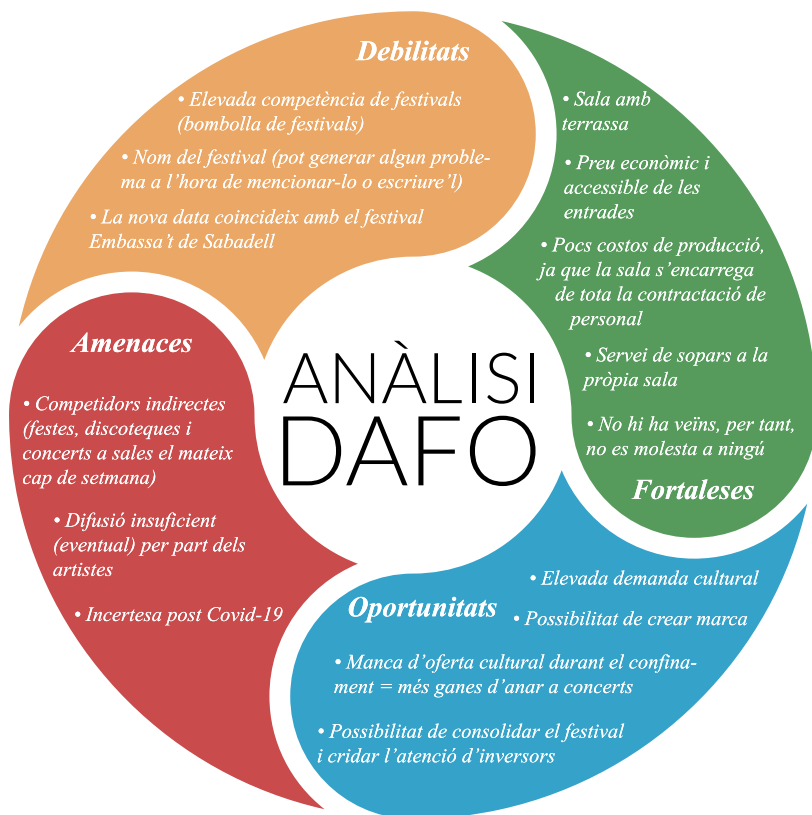 Debilitats
• Elevada competència de festivals
(bombolla de festivals)
• Nom del festival (pot generar algun proble-
ma a l’hora de mencionar-lo o escriure’l)
• La nova data coincideix amb el festival
Embassa’t de Sabadell
• Sala amb
terrassa
• Preu econòmic i
accessible de les
entrades
• Pocs costos de producció,
ja que la sala s’encarrega
de tota la contractació de
personal
• Servei de sopars a la
pròpia sala
• No hi ha veïns, per tant,
no es molesta a ningú
Fortaleses
ANÀLISI
DAFO
Amenaces
• Competidors indirectes
(festes, discoteques i
concerts a sales el mateix
cap de setmana)
• Difusió insuficient
(eventual) per part dels
artistes
• Incertesa post Covid-19
Oportunitats
• Elevada demanda cultural
• Possibilitat de crear marca
• Manca d’oferta cultural durant el confina-
ment = més ganes d’anar a concerts
• Possibilitat de consolidar el festival
i cridar l’atenció d’inversors